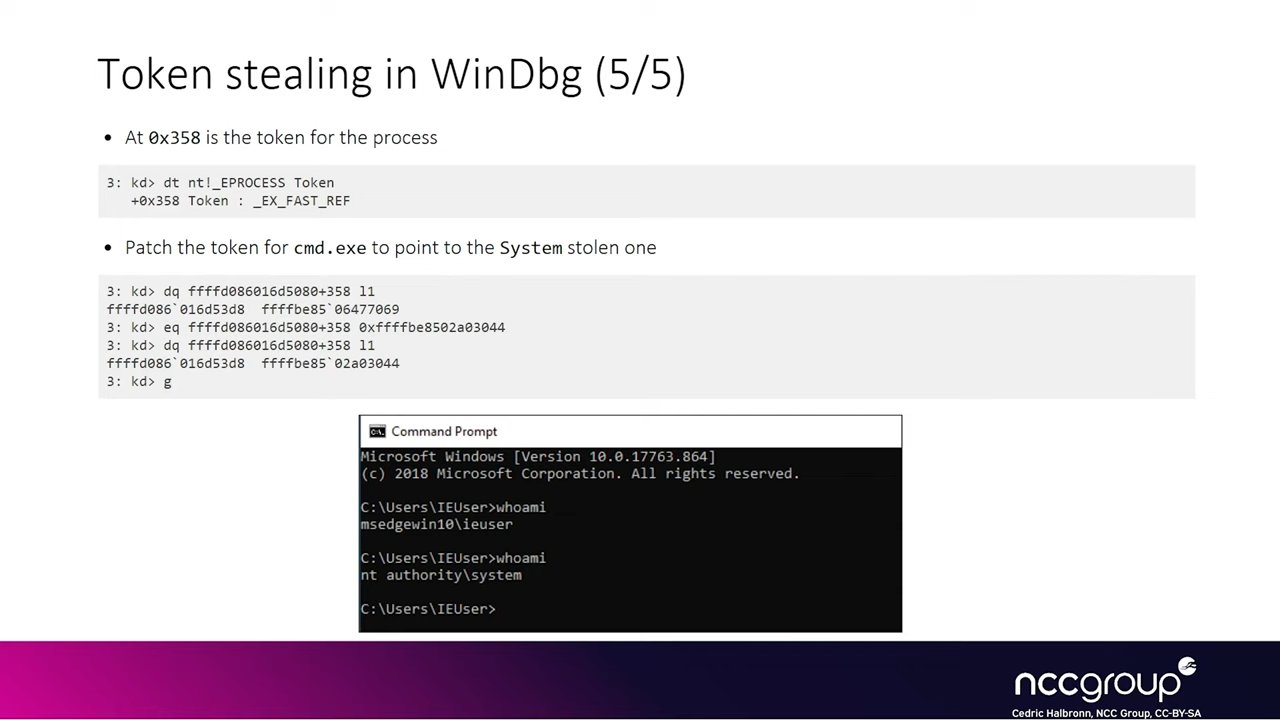 Token stealing in WinDbg (5/5)
• At 0x358 is the token for the process
3: kd> dt nt!_EPROCESS Token
+0x358 Token : _EX_FAST_REF
• Patch the token for cmd.exe to point to the System stolen one
3: kd> dq ffffd086016d5080+358 l1
ffffd086`016d53d8  ffffbe85`06477069
3: kd> eq ffffd086016d5080+358 0xffffbe8502a03044
3: kd> dq ffffd086016d5080+358 l1
ffffd086`016d53d8  ffffbe85`02a03044
3: kd> g
Command Prompt
Microsoft Windows [Version 10.0.17763.864]
(c) 2018 Microsoft Corporation. All rights reserved.
C:\Users\IEUser>whoami
msedgewin10\ieuser
C:\Users\IEUser>whoami
nt authority\system
C:\Users\IEUser>
nccgroup
Cedric Halbronn, NCC Group, CC-BY-SA